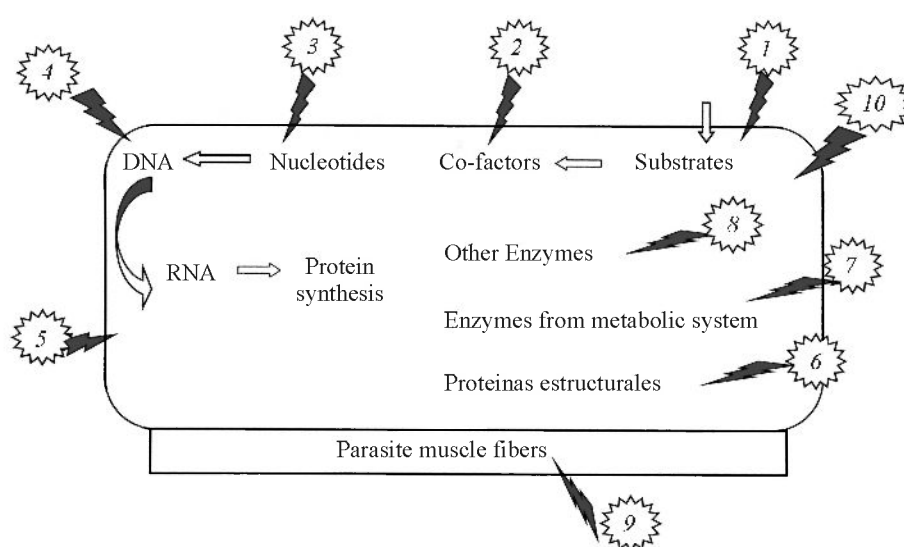 4
3
2
1
10
DNA
Nucleotides
Co-factors
Substrates
8
Other Enzymes
RNA
Protein
synthesis
7
Enzymes from metabolic system
5
6
Proteinas estructurales
Parasite muscle fibers
9